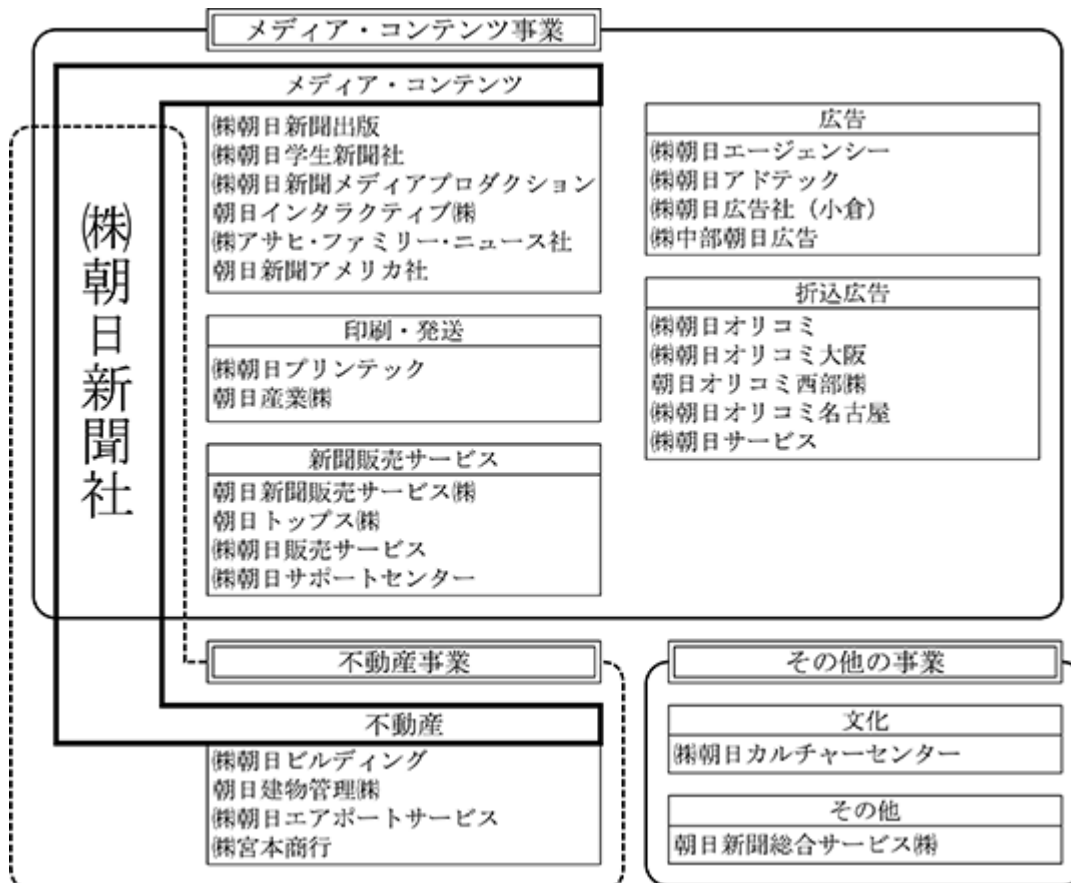 メディア・コンテンツ事業
㈱朝日新聞社
メディア・コンテンツ
㈱朝日新聞出版
㈱朝日学生新聞社
㈱朝日新聞メディアプロダクション
朝日インタラクティブ㈱
㈱アサヒ・ファミリー・ニュース社
朝日新聞アメリカ社
印刷・発送
㈱朝日プリンテック
朝日産業㈱
新聞販売サービス
朝日新聞販売サービス㈱
朝日トップス㈱
㈱朝日販売サービス
㈱朝日サポートセンター
広告
㈱朝日エージェンシー
㈱朝日アドテック
㈱朝日広告社（小倉）
㈱中部朝日広告
折込広告
㈱朝日オリコミ
㈱朝日オリコミ大阪
朝日オリコミ西部㈱
㈱朝日オリコミ名古屋
㈱朝日サービス
不動産事業
不動産
㈱朝日ビルディング
朝日建物管理㈱
㈱朝日エアポートサービス
㈱宮本商行
その他の事業
文化
㈱朝日カルチャーセンター
その他
朝日新聞総合サービス㈱